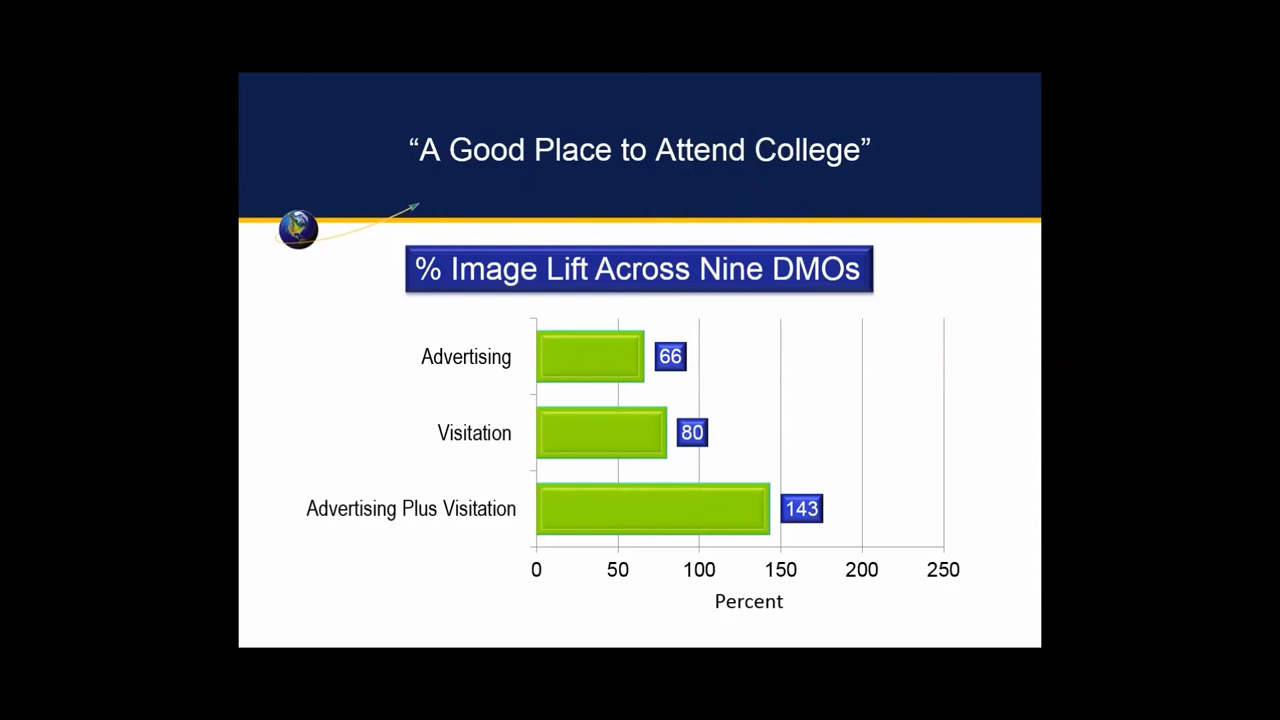 “A Good Place to Attend College”
% Image Lift Across Nine DMOs
Advertising
66
Visitation
80
Advertising Plus Visitation
143
0 50 100 150 200 250
Percent